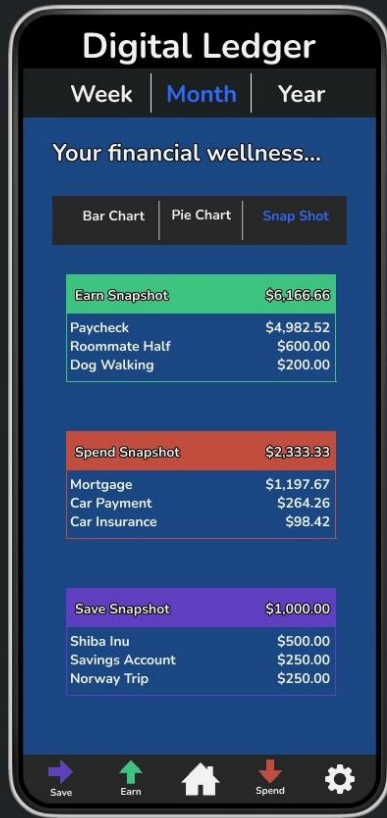 Digital Ledger
Week Month Year
Your financial wellness...
Bar Chart Pie Chart Snap Shot
Earn Snapshot $6,166.66
Paycheck $4,982.52
Roommate Half $600.00
Dog Walking $200.00
Spend Snapshot $2,333.33
Mortgage $1,197.67
Car Payment $264.26
Car Insurance $98.42
Save Snapshot $1,000.00
Shiba Inu $500.00
Savings Account $250.00
Norway Trip $250.00
Save Earn Spend